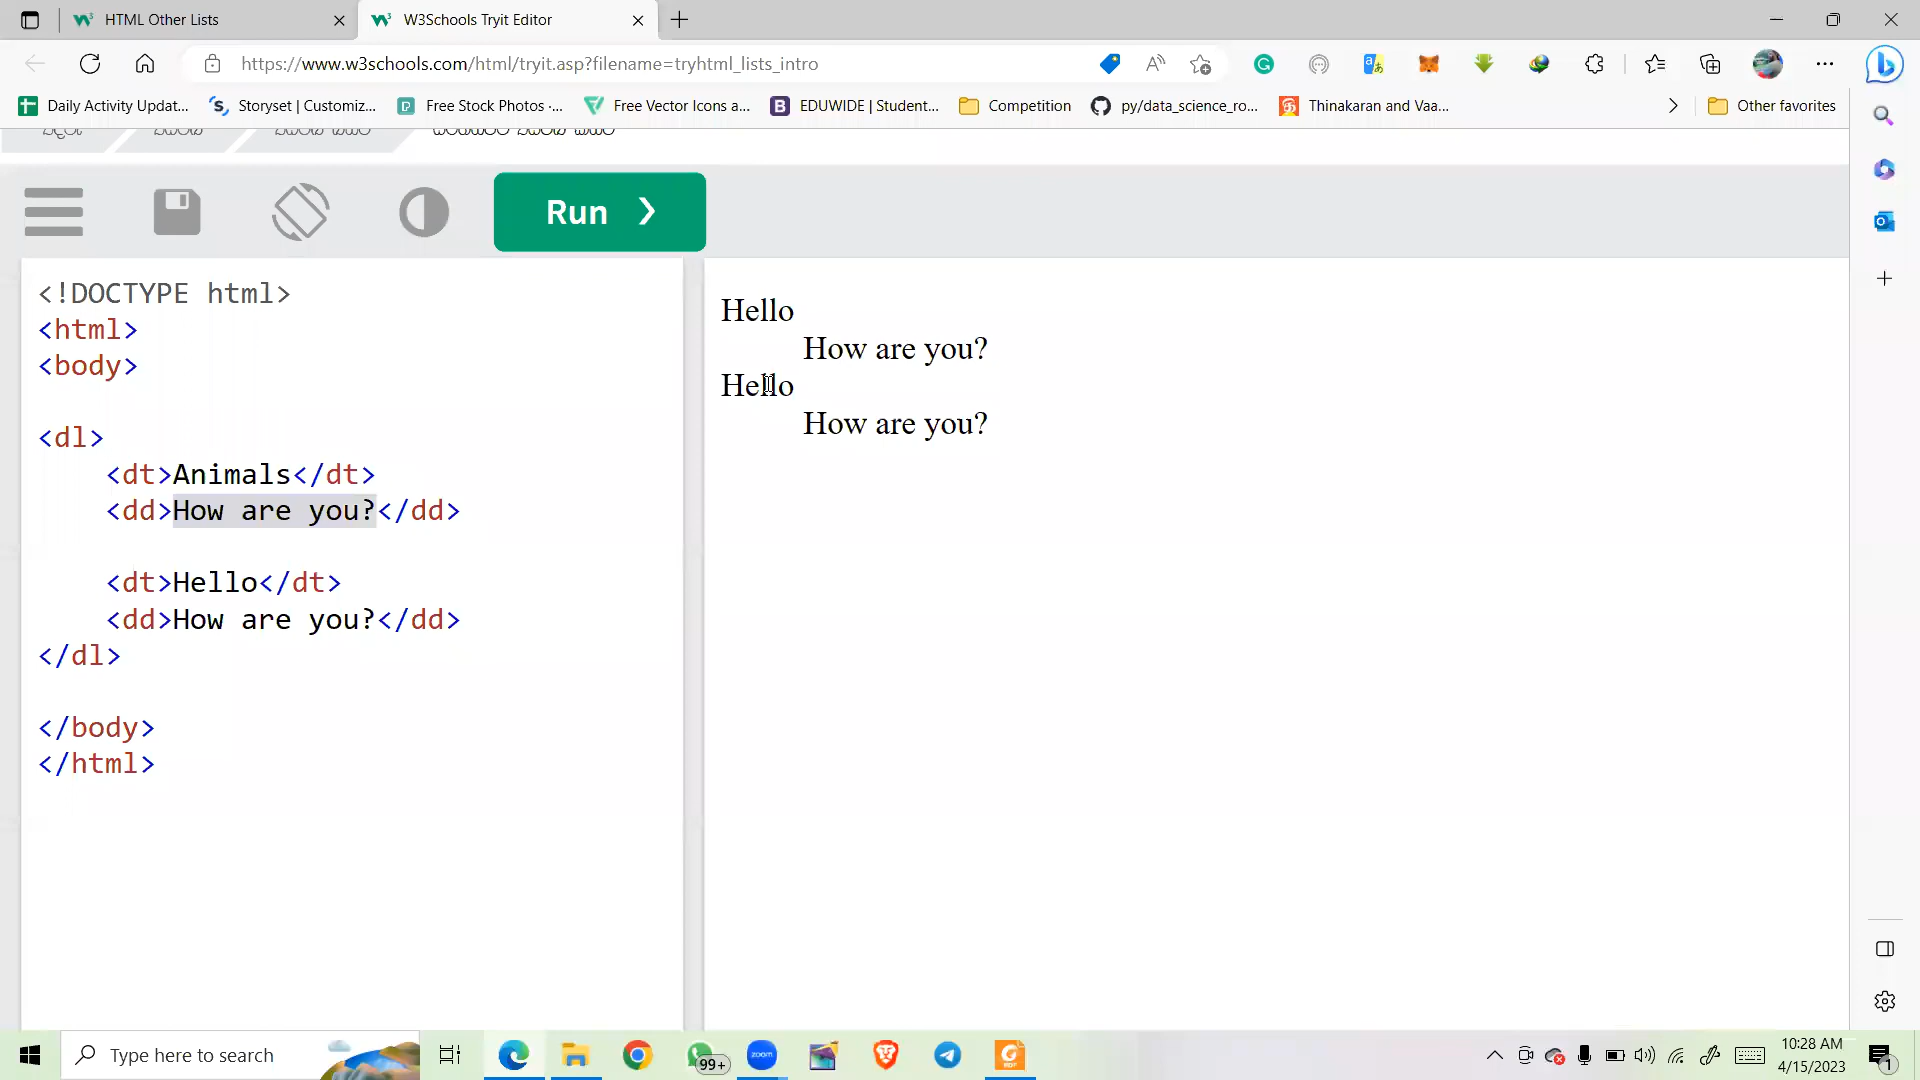 HTML Other Lists
W3Schools Tryit Editor
https://www.w3schools.com/html/tryit.asp?filename=tryhtml_lists_intro
Daily Activity Updat...
Storyset | Customiz...
Free Stock Photos ·...
Free Vector Icons a...
EDUWIDE | Student...
Competition
py/data_science_ro...
Thinakaran and Vaa...
Other favorites
Run ❯
<!DOCTYPE html>
<html>
<body>
<dl>
<dt>Animals</dt>
<dd>How are you?</dd>
<dt>Hello</dt>
<dd>How are you?</dd>
</dl>
</body>
</html>
Hello
How are you?
Hello
How are you?
Type here to search
99+
zoom
10:28 AM
4/15/2023
1